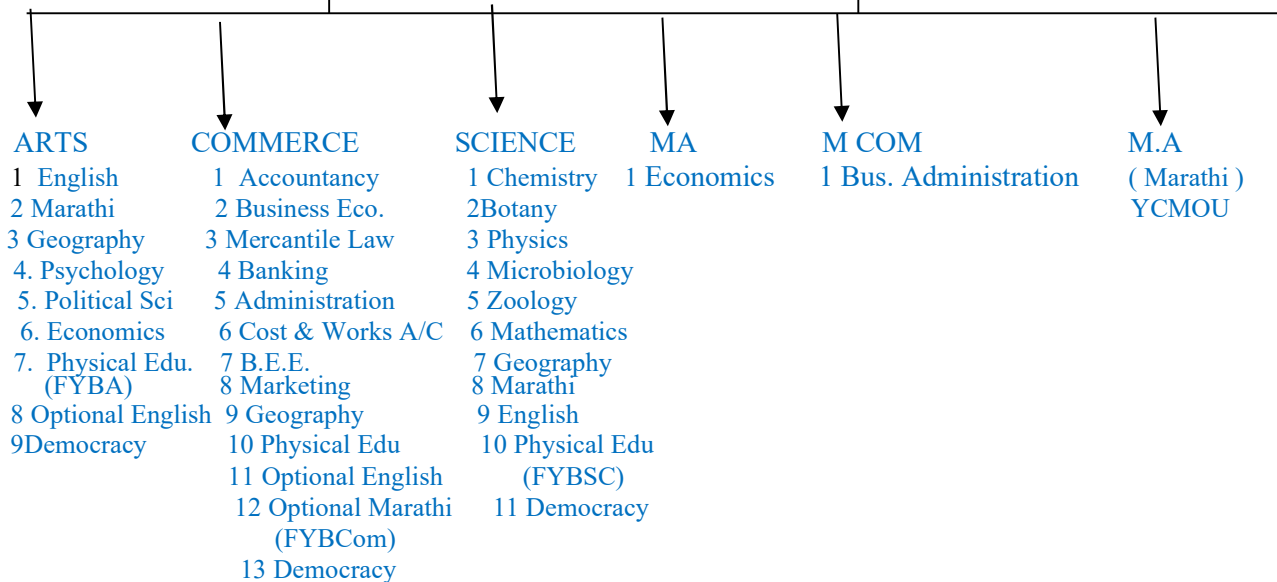 ARTS
1 English
2 Marathi
3 Geography
4. Psychology
5. Political Sci
6. Economics
7. Physical Edu.
(FYBA)
8 Optional English
9Democracy
COMMERCE
1 Accountancy
2 Business Eco.
3 Mercantile Law
4 Banking
5 Administration
6 Cost & Works A/C
7 B.E.E.
8 Marketing
9 Geography
10 Physical Edu
11 Optional English
12 Optional Marathi
(FYBCom)
13 Democracy
SCIENCE
1 Chemistry
2Botany
3 Physics
4 Microbiology
5 Zoology
6 Mathematics
7 Geography
8 Marathi
9 English
10 Physical Edu
(FYBSC)
11 Democracy
MA
1 Economics
M COM
1 Bus. Administration
M.A
( Marathi )
YCMOU